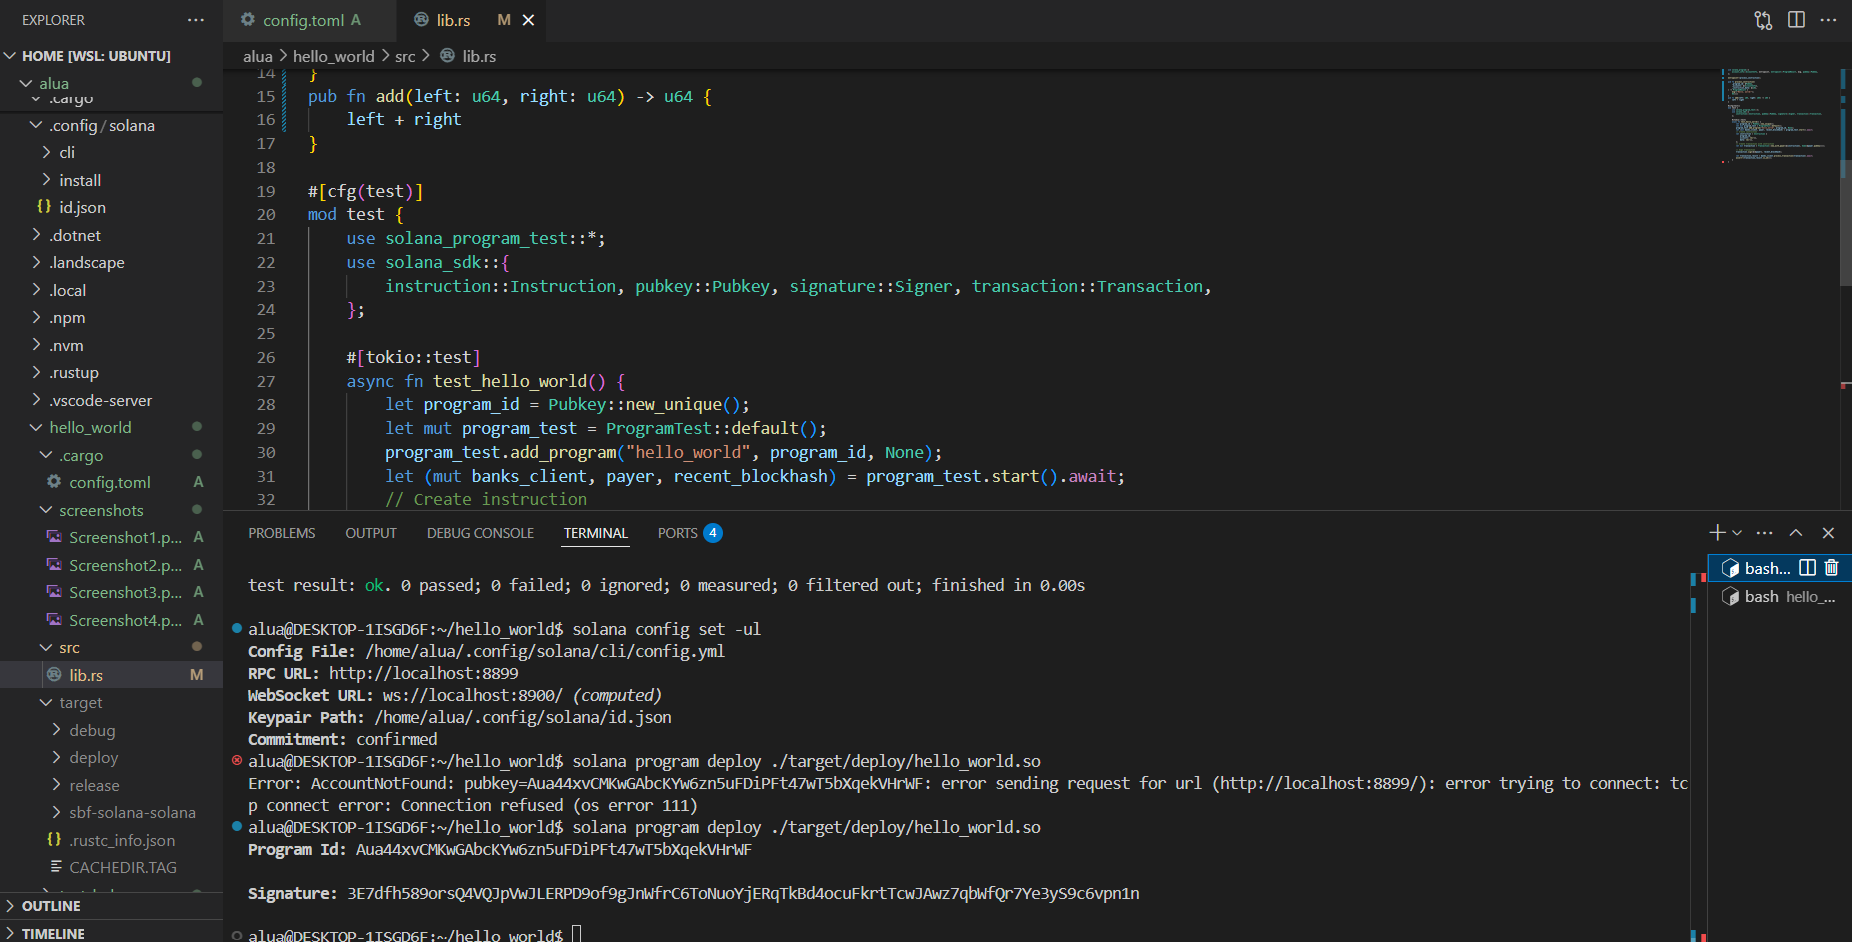 EXPLORER
HOME [WSL: UBUNTU]
alua
.cargo
.config / solana
cli
install
id.json
.dotnet
.landscape
.local
.npm
.nvm
.rustup
.vscode-server
hello_world
.cargo
config.toml A
screenshots
Screenshot1.p... A
Screenshot2.p... A
Screenshot3.p... A
Screenshot4.p... A
src
lib.rs M
target
debug
deploy
release
sbf-solana-solana
.rustc_info.json
CACHEDIR.TAG
OUTLINE
TIMELINE
config.toml A
lib.rs M
alua > hello_world > src > lib.rs
14 }
15 pub fn add(left: u64, right: u64) -> u64 {
16 left + right
17 }
18
19 #[cfg(test)]
20 mod test {
21 use solana_program_test::*;
22 use solana_sdk::{
23 instruction::Instruction, pubkey::Pubkey, signature::Signer, transaction::Transaction,
24 };
25
26 #[tokio::test]
27 async fn test_hello_world() {
28 let program_id = Pubkey::new_unique();
29 let mut program_test = ProgramTest::default();
30 program_test.add_program("hello_world", program_id, None);
31 let (mut banks_client, payer, recent_blockhash) = program_test.start().await;
32 // Create instruction
PROBLEMS OUTPUT DEBUG CONSOLE TERMINAL PORTS 4
test result: ok. 0 passed; 0 failed; 0 ignored; 0 measured; 0 filtered out; finished in 0.00s
alua@DESKTOP-1ISGD6F:~/hello_world$ solana config set -ul
Config File: /home/alua/.config/solana/cli/config.yml
RPC URL: http://localhost:8899
WebSocket URL: ws://localhost:8900/ (computed)
Keypair Path: /home/alua/.config/solana/id.json
Commitment: confirmed
alua@DESKTOP-1ISGD6F:~/hello_world$ solana program deploy ./target/deploy/hello_world.so
Error: AccountNotFound: pubkey=Aua44xvCMKwGAbcKYw6zn5uFDiPFt47wT5bXqekVHrWF: error sending request for url (http://localhost:8899/): error trying to connect: tc
p connect error: Connection refused (os error 111)
alua@DESKTOP-1ISGD6F:~/hello_world$ solana program deploy ./target/deploy/hello_world.so
Program Id: Aua44xvCMKwGAbcKYw6zn5uFDiPFt47wT5bXqekVHrWF
Signature: 3E7dfh589orsQ4VQJpVwJLERPD9of9gJnWfrC6ToNuoYjERqTkBd4ocuFkrtTcwJAwz7qbWfQr7Ye3yS9c6vpn1n
alua@DESKTOP-1ISGD6F:~/hello_world$
bash...
bash hello_...